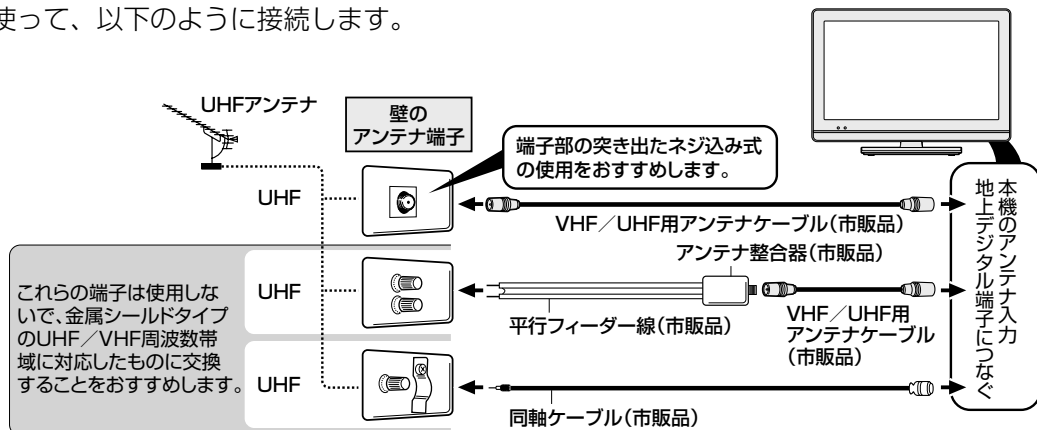 使って、以下のように接続します。
UHFアンテナ
壁の
アンテナ端子
端子部の突き出たネジ込み式
の使用をおすすめします。
UHF
VHF／UHF用アンテナケーブル（市販品）
アンテナ整合器（市販品）
これらの端子は使用しな
いで、金属シールドタイプ
のUHF／VHF周波数帯
域に対応したものに交換
することをおすすめします。
UHF
平行フィーダー線（市販品）
VHF／UHF用
アンテナケーブル
（市販品）
UHF
同軸ケーブル（市販品）
本機のアンテナ入力
地上デジタル端子につなぐ